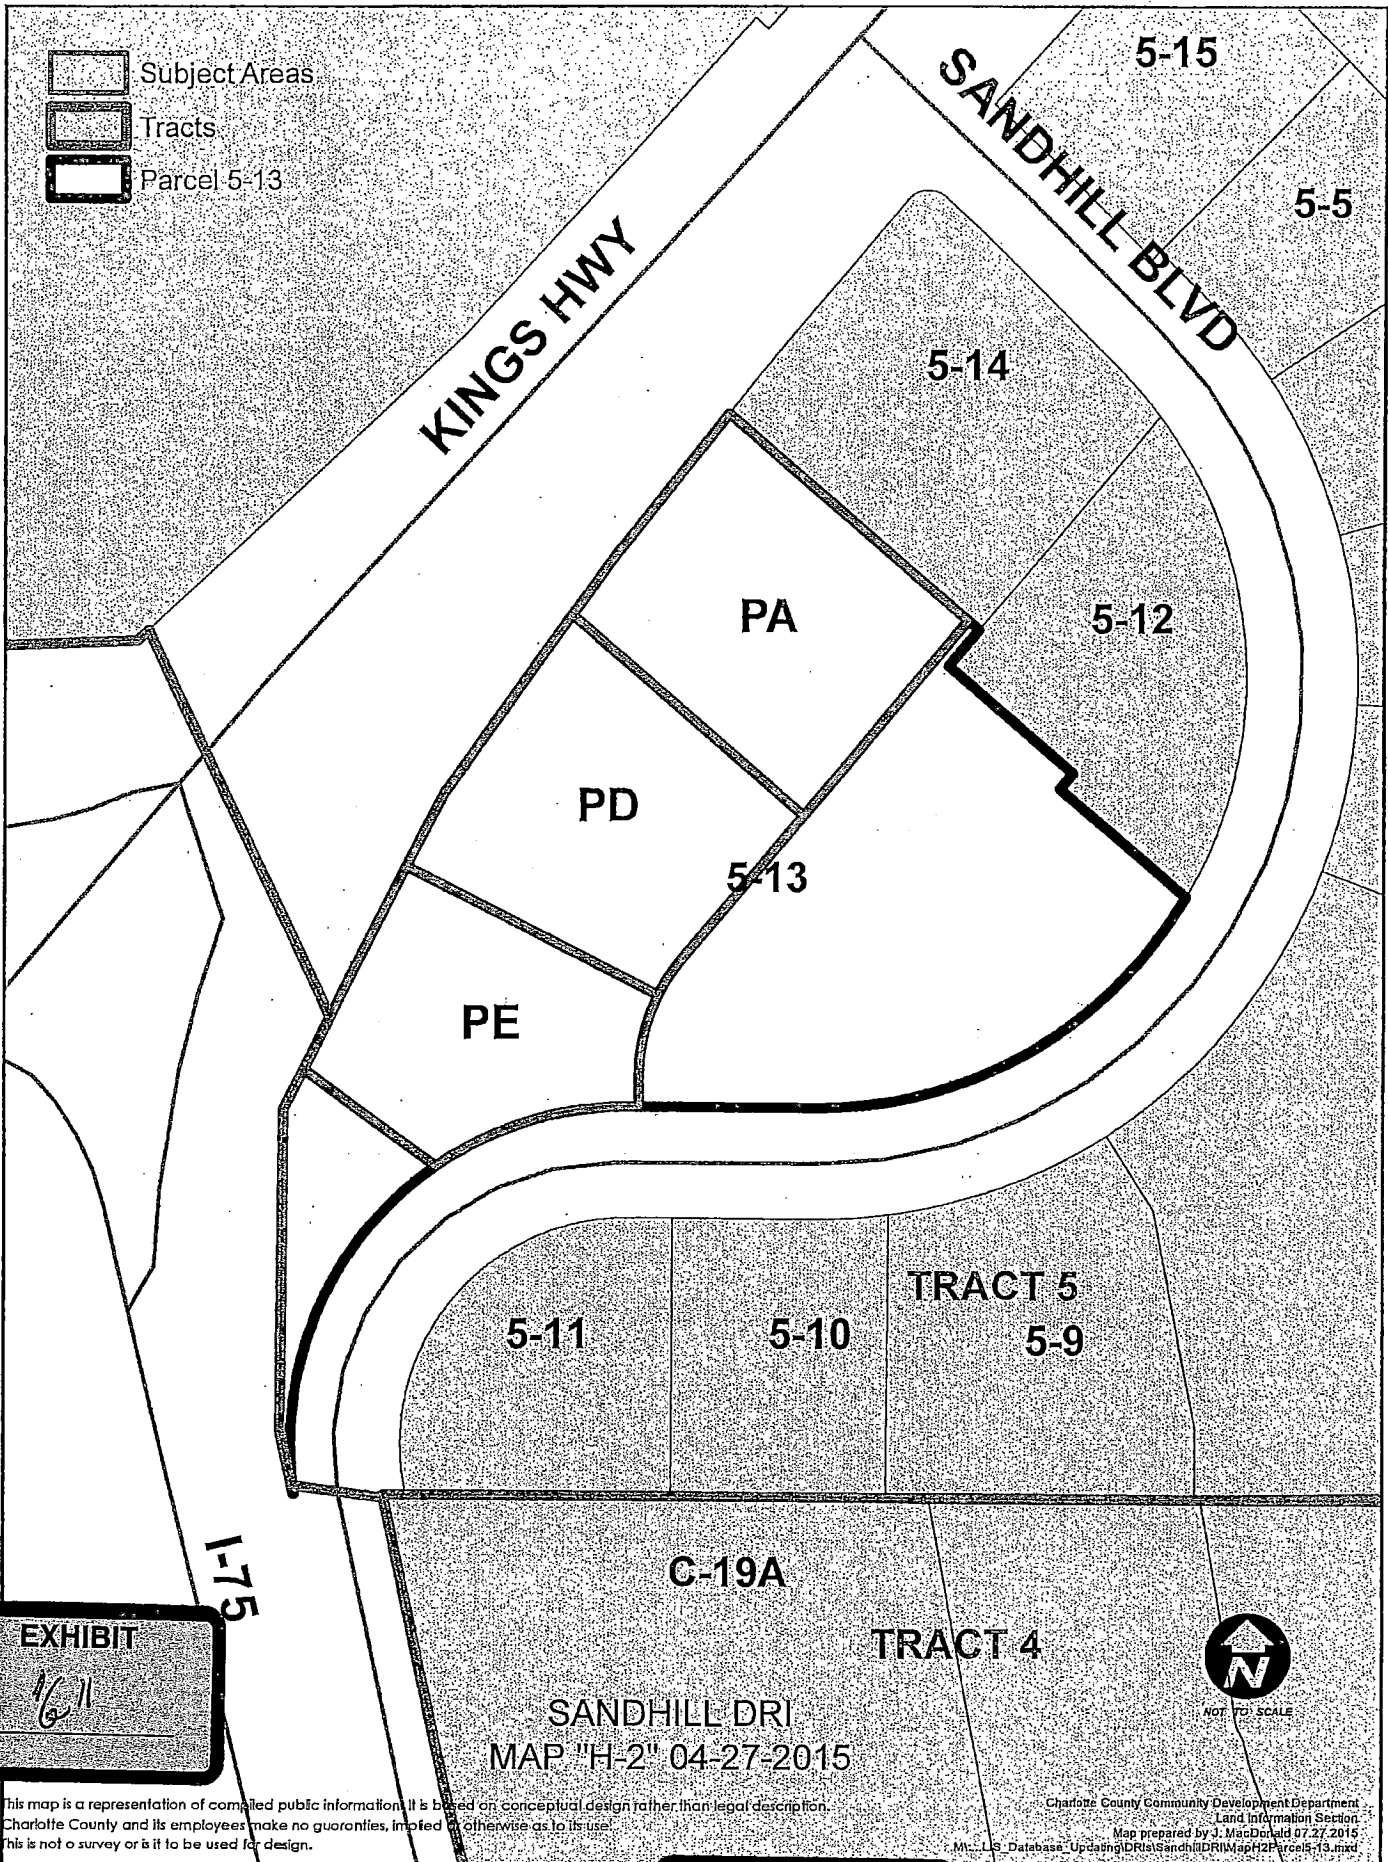 Subject Areas
Tracts
Parcel 5-13
KINGS HWY
SANDHILL BLVD
5-15
5-5
5-14
5-12
PA
PD
5-13
PE
TRACT 5
5-11
5-10
5-9
I-75
C-19A
TRACT 4
EXHIBIT
N
NOT TO SCALE
SANDHILL DRI
MAP "H-2" 04-27-2015
This map is a representation of compiled public information. It is based on conceptual design rather than legal description.
Charlotte County and its employees make no guaranties, implied or otherwise as to its use.
This is not a survey or is it to be used for design.
Charlotte County Community Development Department
Land Information Section
Map prepared by J. MacDonald 07.27.2015